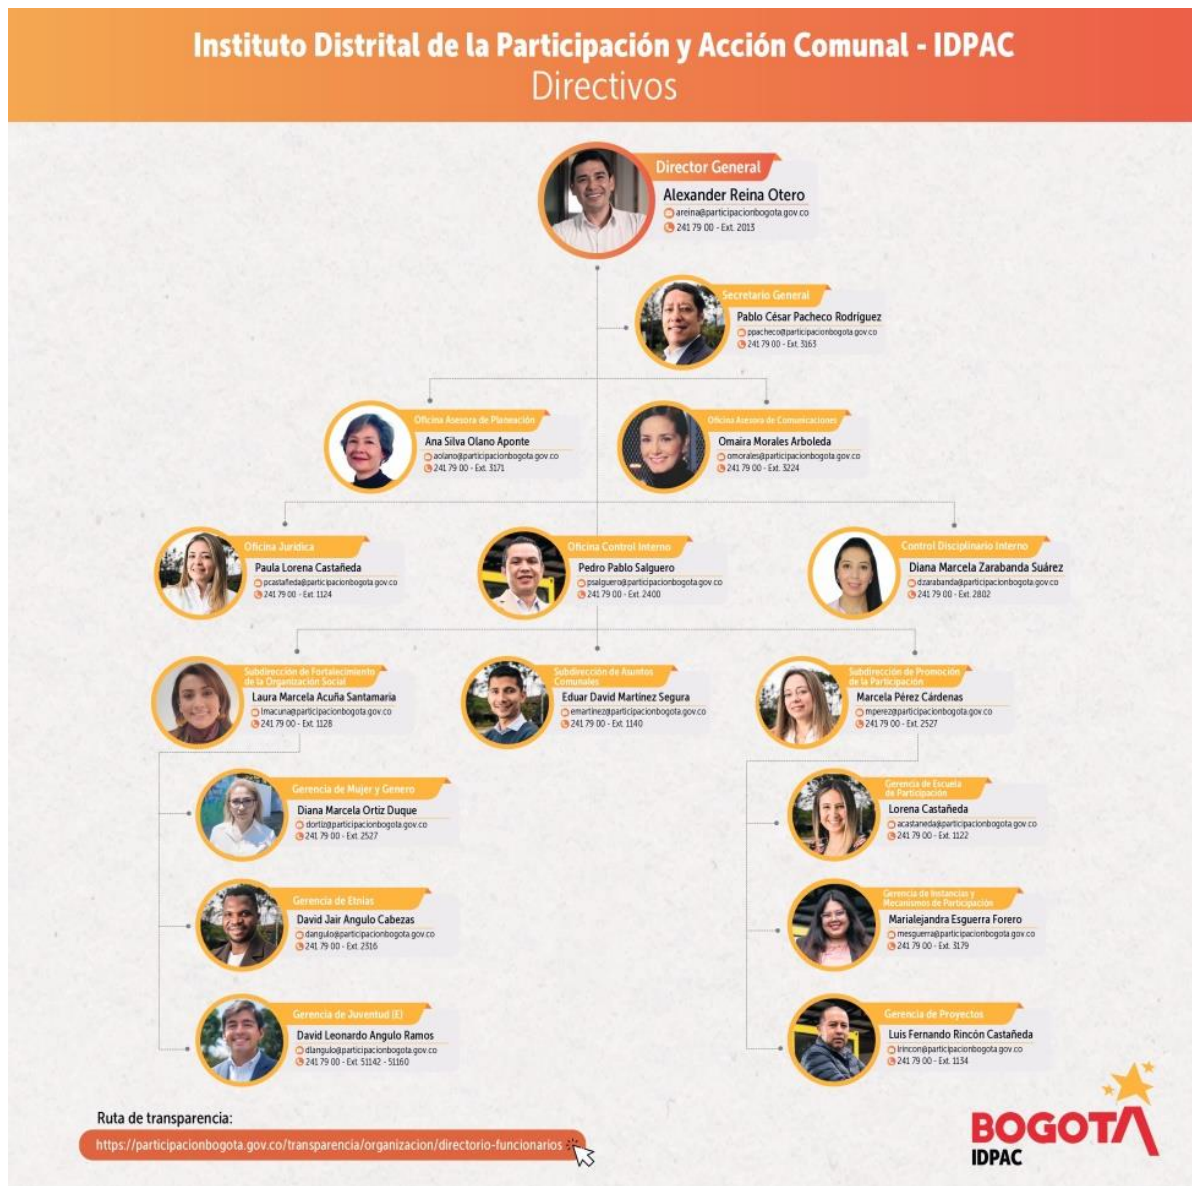 Instituto Distrital de la Participación y Acción Comunal - IDPAC
Directivos
Director General
Alexander Reina Otero
areina@participacionbogota.gov.co
241 79 00 - Ext. 2013
Secretario General
Pablo César Pacheco Rodríguez
ppacheco@participacionbogota.gov.co
241 79 00 - Ext. 3163
Oficina Asesora de Planeación
Ana Silva Olano Aponte
aolano@participacionbogota.gov.co
241 79 00 - Ext. 3171
Oficina Asesora de Comunicaciones
Omaira Morales Arboleda
omorales@participacionbogota.gov.co
241 79 00 - Ext. 3224
Oficina Jurídica
Paula Lorena Castañeda
pcastañeda@participacionbogota.gov.co
241 79 00 - Ext. 1124
Oficina Control Interno
Pedro Pablo Salguero
psalguero@participacionbogota.gov.co
241 79 00 - Ext. 2400
Control Disciplinario Interno
Diana Marcela Zarabanda Suárez
dzarabanda@participacionbogota.gov.co
241 79 00 - Ext. 2802
Subdirección de Fortalecimiento
de la Organización Social
Laura Marcela Acuña Santamaria
lmacuna@participacionbogota.gov.co
241 79 00 - Ext. 1128
Subdirección de Asuntos
Comunales
Eduar David Martínez Segura
emartinez@participacionbogota.gov.co
241 79 00 - Ext. 1140
Subdirección de Promoción
de la Participación
Marcela Pérez Cárdenas
mperez@participacionbogota.gov.co
241 79 00 - Ext. 2527
Gerencia de Mujer y Genero
Diana Marcela Ortiz Duque
dortiz@participacionbogota.gov.co
241 79 00 - Ext. 2527
Gerencia de Etnias
David Jair Angulo Cabezas
dangulo@participacionbogota.gov.co
241 79 00 - Ext. 2316
Gerencia de Juventud (E)
David Leonardo Angulo Ramos
dlangulo@participacionbogota.gov.co
241 79 00 - Ext. 51142 - 51160
Gerencia de Escuela
de Participación
Lorena Castañeda
acastaneda@participacionbogota.gov.co
241 79 00 - Ext. 1122
Gerencia de Instancias y
Mecanismos de Participación
Marialejandra Esguerra Forero
mesguerra@participacionbogota.gov.co
241 79 00 - Ext. 3179
Gerencia de Proyectos
Luis Fernando Rincón Castañeda
lrincon@participacionbogota.gov.co
241 79 00 - Ext. 1134
Ruta de transparencia:
https://participacionbogota.gov.co/transparencia/organizacion/directorio-funcionarios
BOGOTÁ
IDPAC